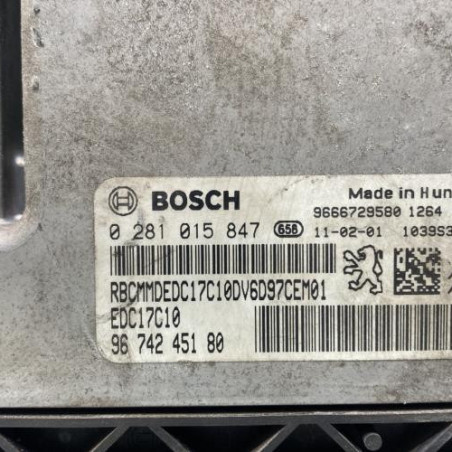 BOSCH
Made in Hun
9666729580 1264
0 281 015 847 656 11-02-01 1039S3
RBCMMDEDC17C10DV6D97CEM01
EDC17C10
96 742 451 80